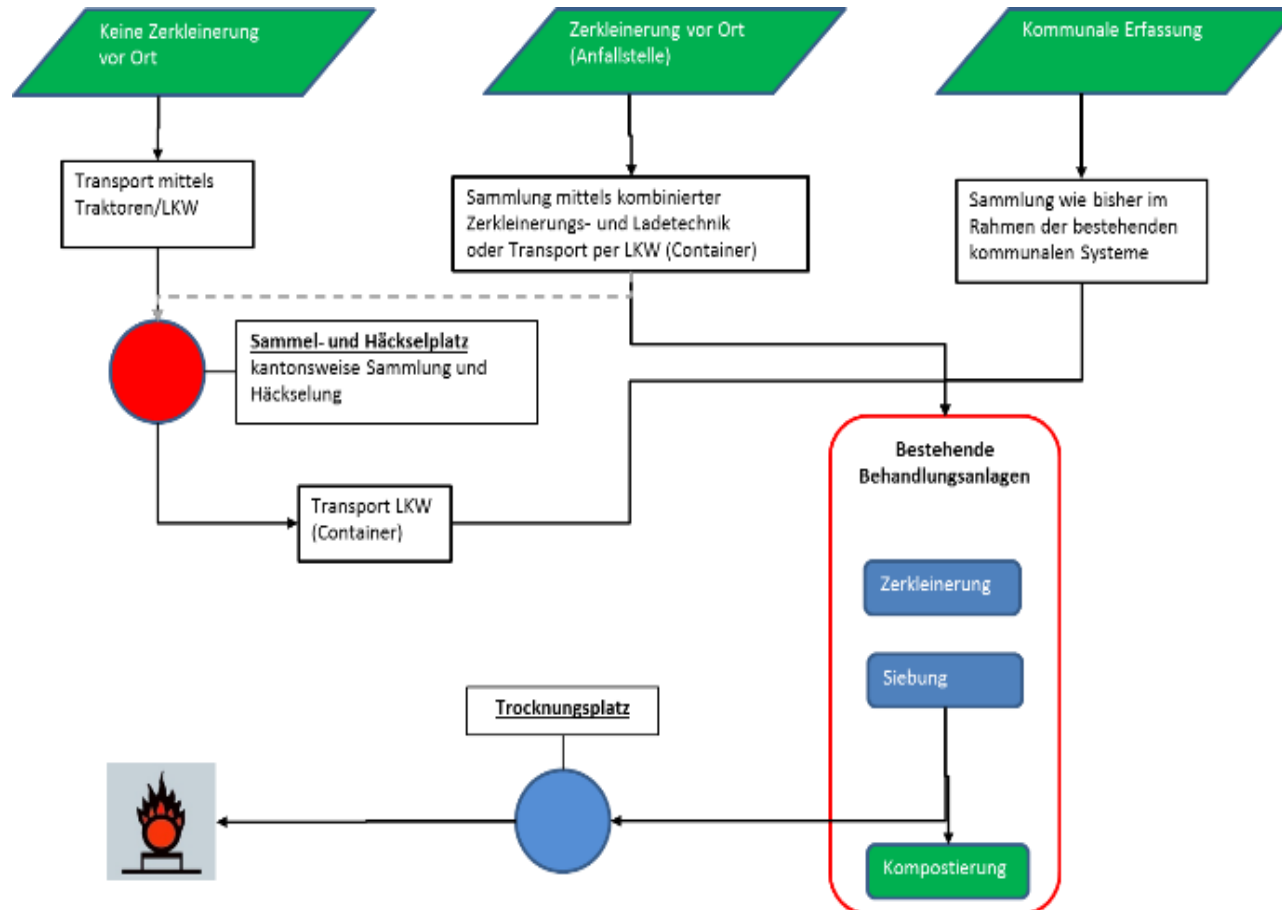 Keine Zerkleinerung
vor Ort
Zerkleinerung vor Ort
(Anfallstelle)
Kommunale Erfassung
Transport mittels
Traktoren/LKW
Sammlung mittels kombinierter
Zerkleinerungs- und Ladetechnik
oder Transport per LKW (Container)
Sammlung wie bisher im
Rahmen der bestehenden
kommunalen Systeme
Sammel- und Häckselplatz
kantonsweise Sammlung und
Häckselung
Transport LKW
(Container)
Bestehende
Behandlungsanlagen
Zerkleinerung
Siebung
Trocknungsplatz
Kompostierung